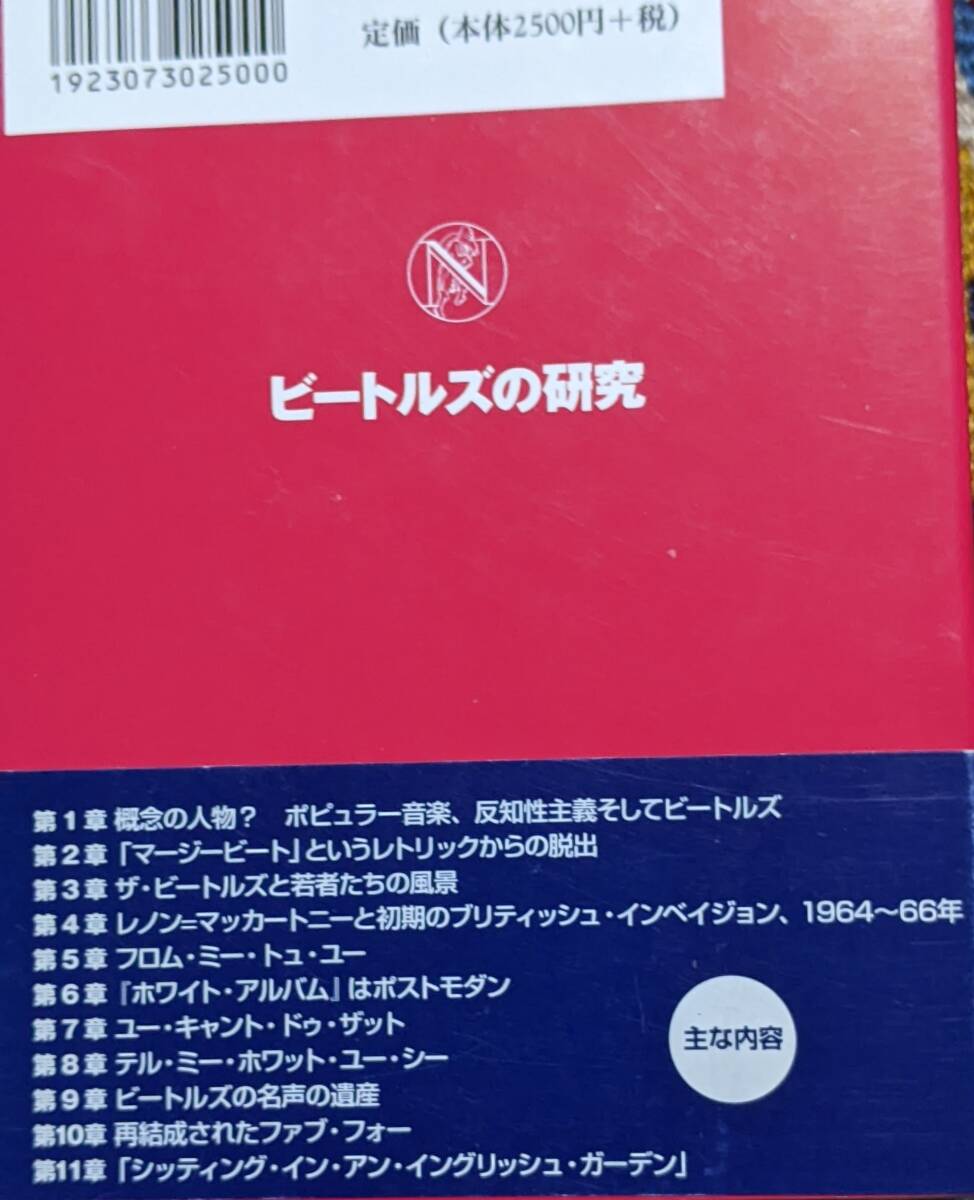 定価（本体2500円＋税）
1923073025000
N
ビートルズの研究
第1章 概念の人物？　ポピュラー音楽、反知性主義そしてビートルズ
第2章 「マージービート」というレトリックからの脱出
第3章 ザ・ビートルズと若者たちの風景
第4章 レノン=マッカートニーと初期のブリティッシュ・インベイジョン、1964〜66年
第5章 フロム・ミー・トゥ・ユー
第6章 『ホワイト・アルバム』はポストモダン
第7章 ユー・キャント・ドゥ・ザット
第8章 テル・ミー・ホワット・ユー・シー
第9章 ビートルズの名声の遺産
第10章 再結成されたファブ・フォー
第11章 「シッティング・イン・アン・イングリッシュ・ガーデン」
主な内容